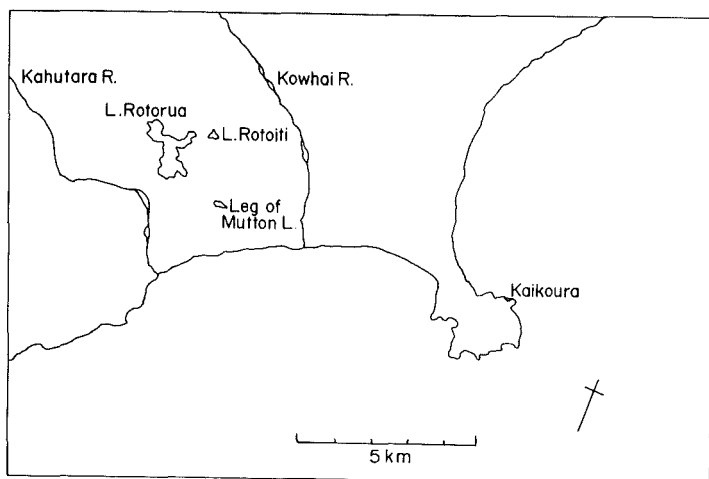 Kahutara R.
Kowhai R.
L. Rotorua
L. Rotoiti
Leg of
Mutton L.
Kaikoura
5 km